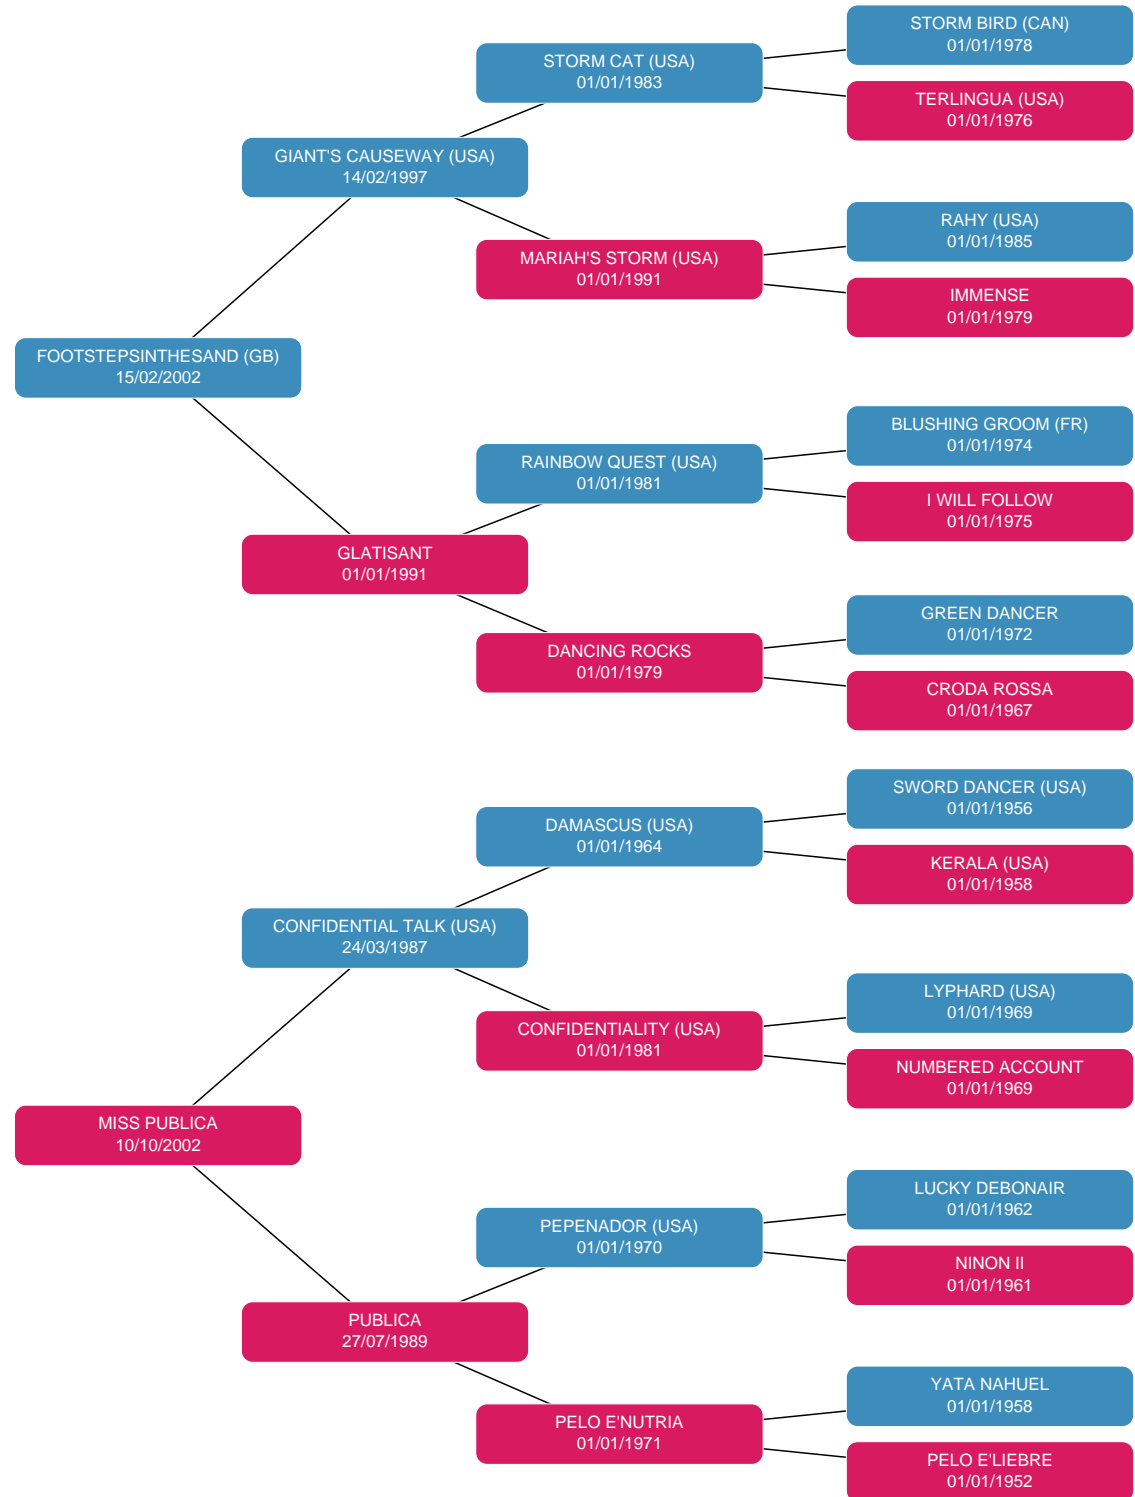 STORM BIRD (CAN)
01/01/1978
STORM CAT (USA)
01/01/1983
TERLINGUA (USA)
01/01/1976
GIANT'S CAUSEWAY (USA)
14/02/1997
RAHY (USA)
01/01/1985
MARIAH'S STORM (USA)
01/01/1991
IMMENSE
01/01/1979
FOOTSTEPSINTHESAND (GB)
15/02/2002
BLUSHING GROOM (FR)
01/01/1974
RAINBOW QUEST (USA)
01/01/1981
I WILL FOLLOW
01/01/1975
GLATISANT
01/01/1991
GREEN DANCER
01/01/1972
DANCING ROCKS
01/01/1979
CRODA ROSSA
01/01/1967
SWORD DANCER (USA)
01/01/1956
DAMASCUS (USA)
01/01/1964
KERALA (USA)
01/01/1958
CONFIDENTIAL TALK (USA)
24/03/1987
LYPHARD (USA)
01/01/1969
CONFIDENTIALITY (USA)
01/01/1981
NUMBERED ACCOUNT
01/01/1969
MISS PUBLICA
10/10/2002
LUCKY DEBONAIR
01/01/1962
PEPENADOR (USA)
01/01/1970
NINON II
01/01/1961
PUBLICA
27/07/1989
YATA NAHUEL
01/01/1958
PELO E'NUTRIA
01/01/1971
PELO E'LIEBRE
01/01/1952